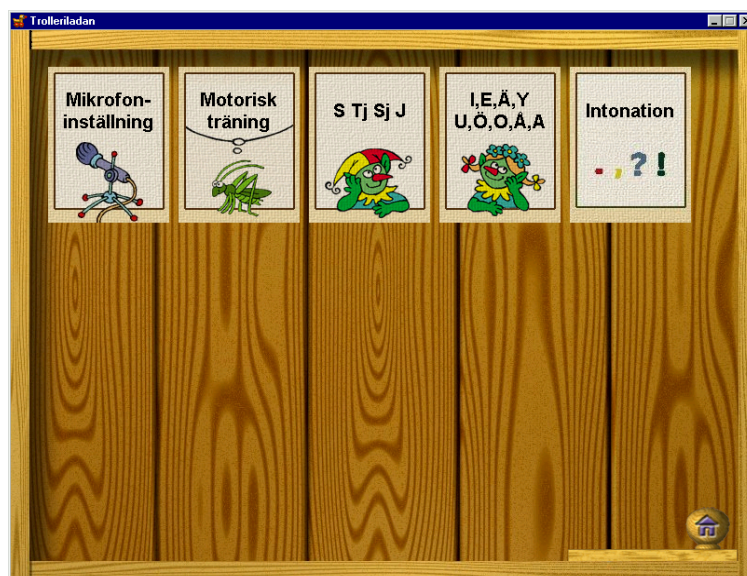 Trolleriladan
Mikrofon-
inställning
Motorisk
träning
S Tj Sj J
I,E,Ä,Y
U,Ö,O,Å,A
Intonation
. , ? !